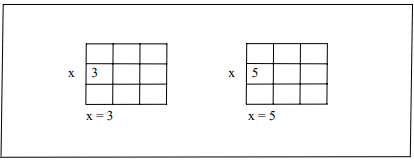 x 3 x 5
x = 3 x = 5